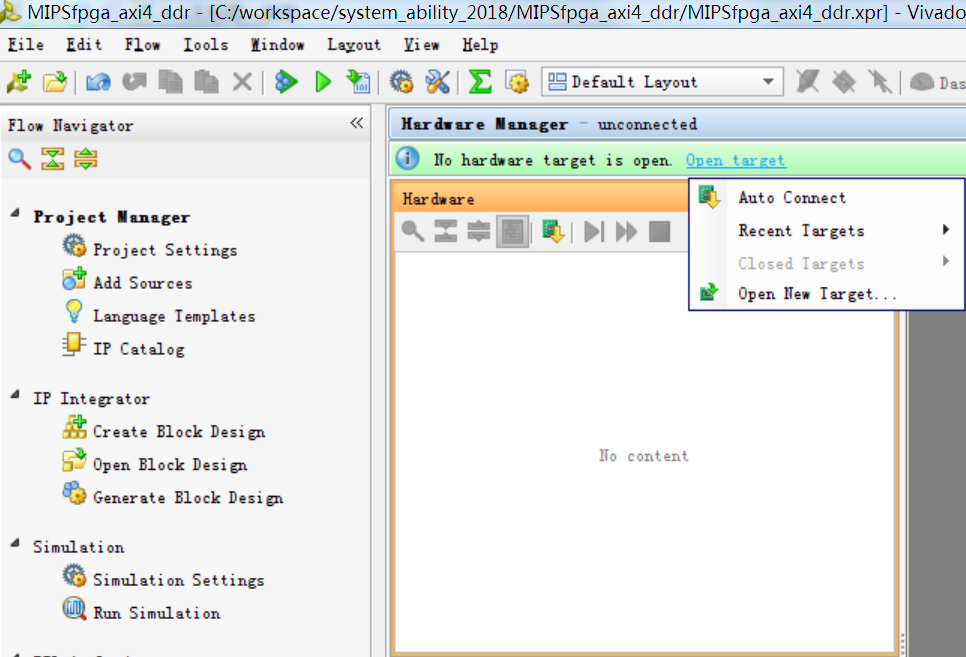 MIPSfpga_axi4_ddr - [C:/workspace/system_ability_2018/MIPSfpga_axi4_ddr/MIPSfpga_axi4_ddr.xpr] - Vivado
File Edit Flow Tools Window Layout View Help
Default Layout
Das
Flow Navigator
Project Manager
Project Settings
Add Sources
Language Templates
IP Catalog
IP Integrator
Create Block Design
Open Block Design
Generate Block Design
Simulation
Simulation Settings
Run Simulation
Hardware Manager - unconnected
No hardware target is open. Open target
Hardware
Auto Connect
Recent Targets
Closed Targets
Open New Target...
No content